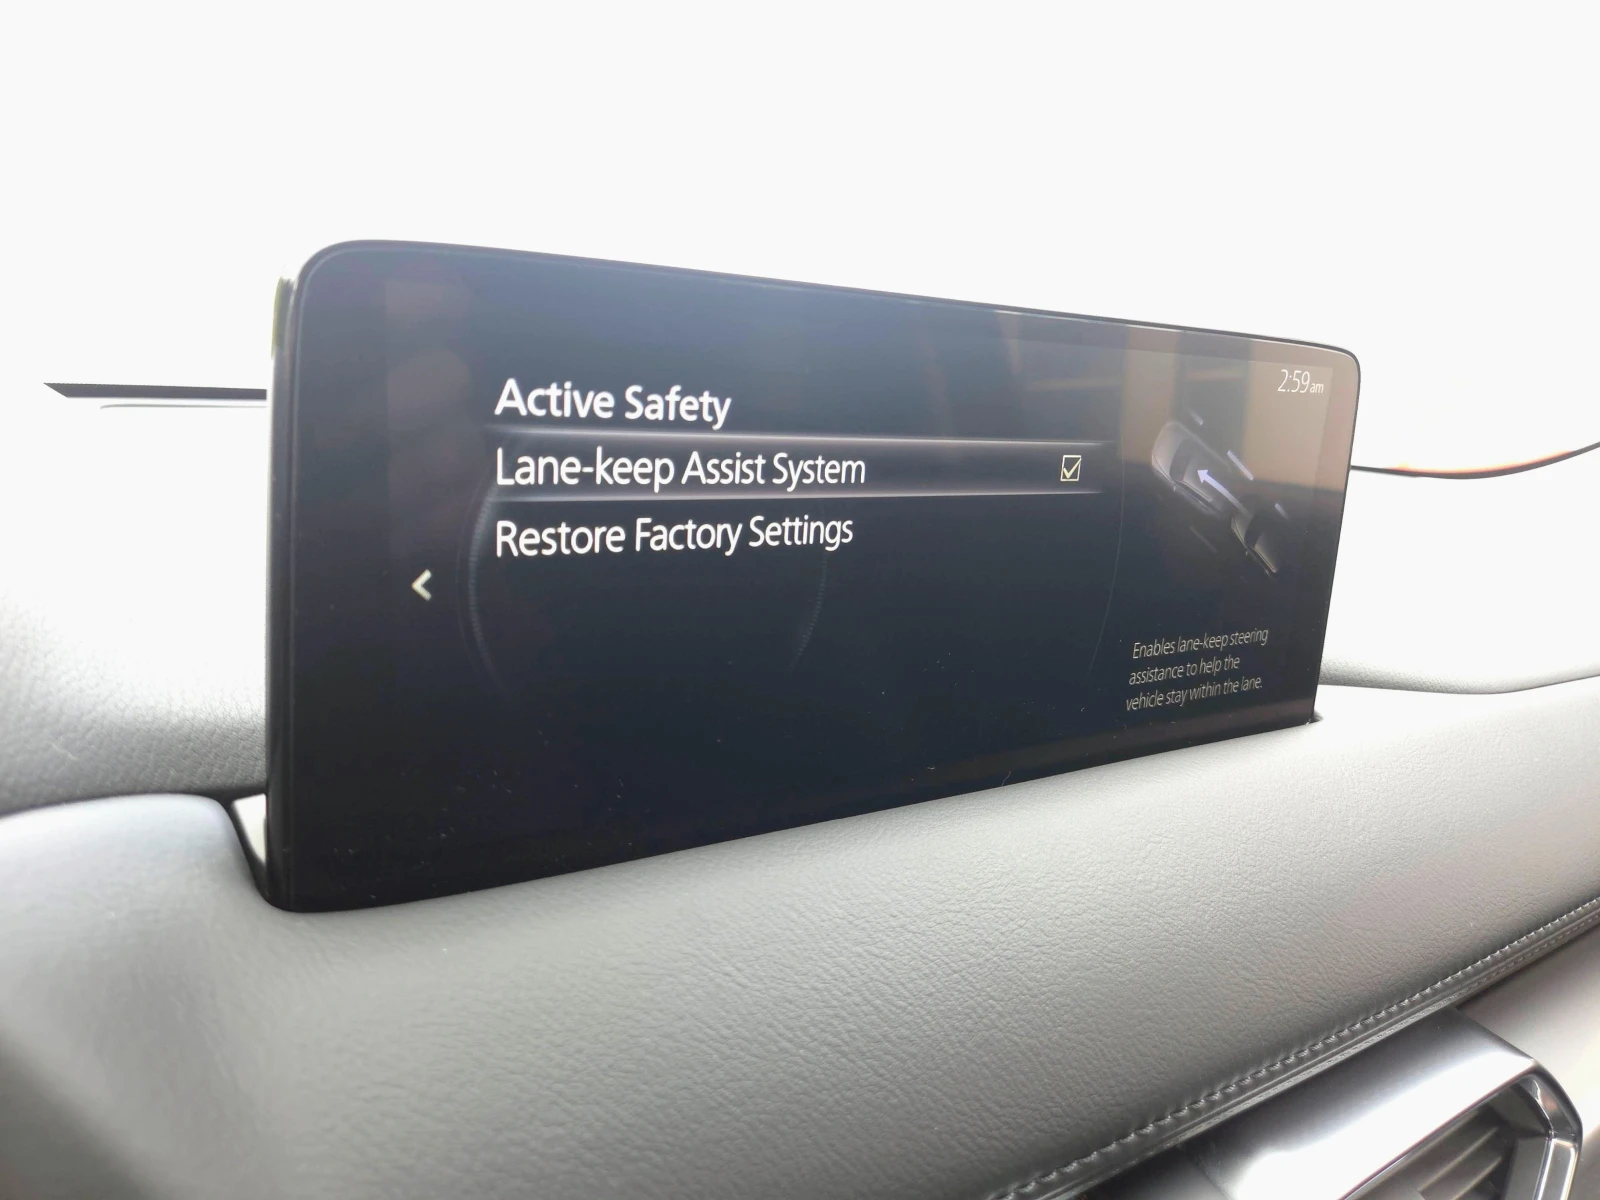 2:59am
Active Safety
Lane-keep Assist System
Restore Factory Settings
Enables lane-keep steering
assistance to help the
vehicle stay within the lane.